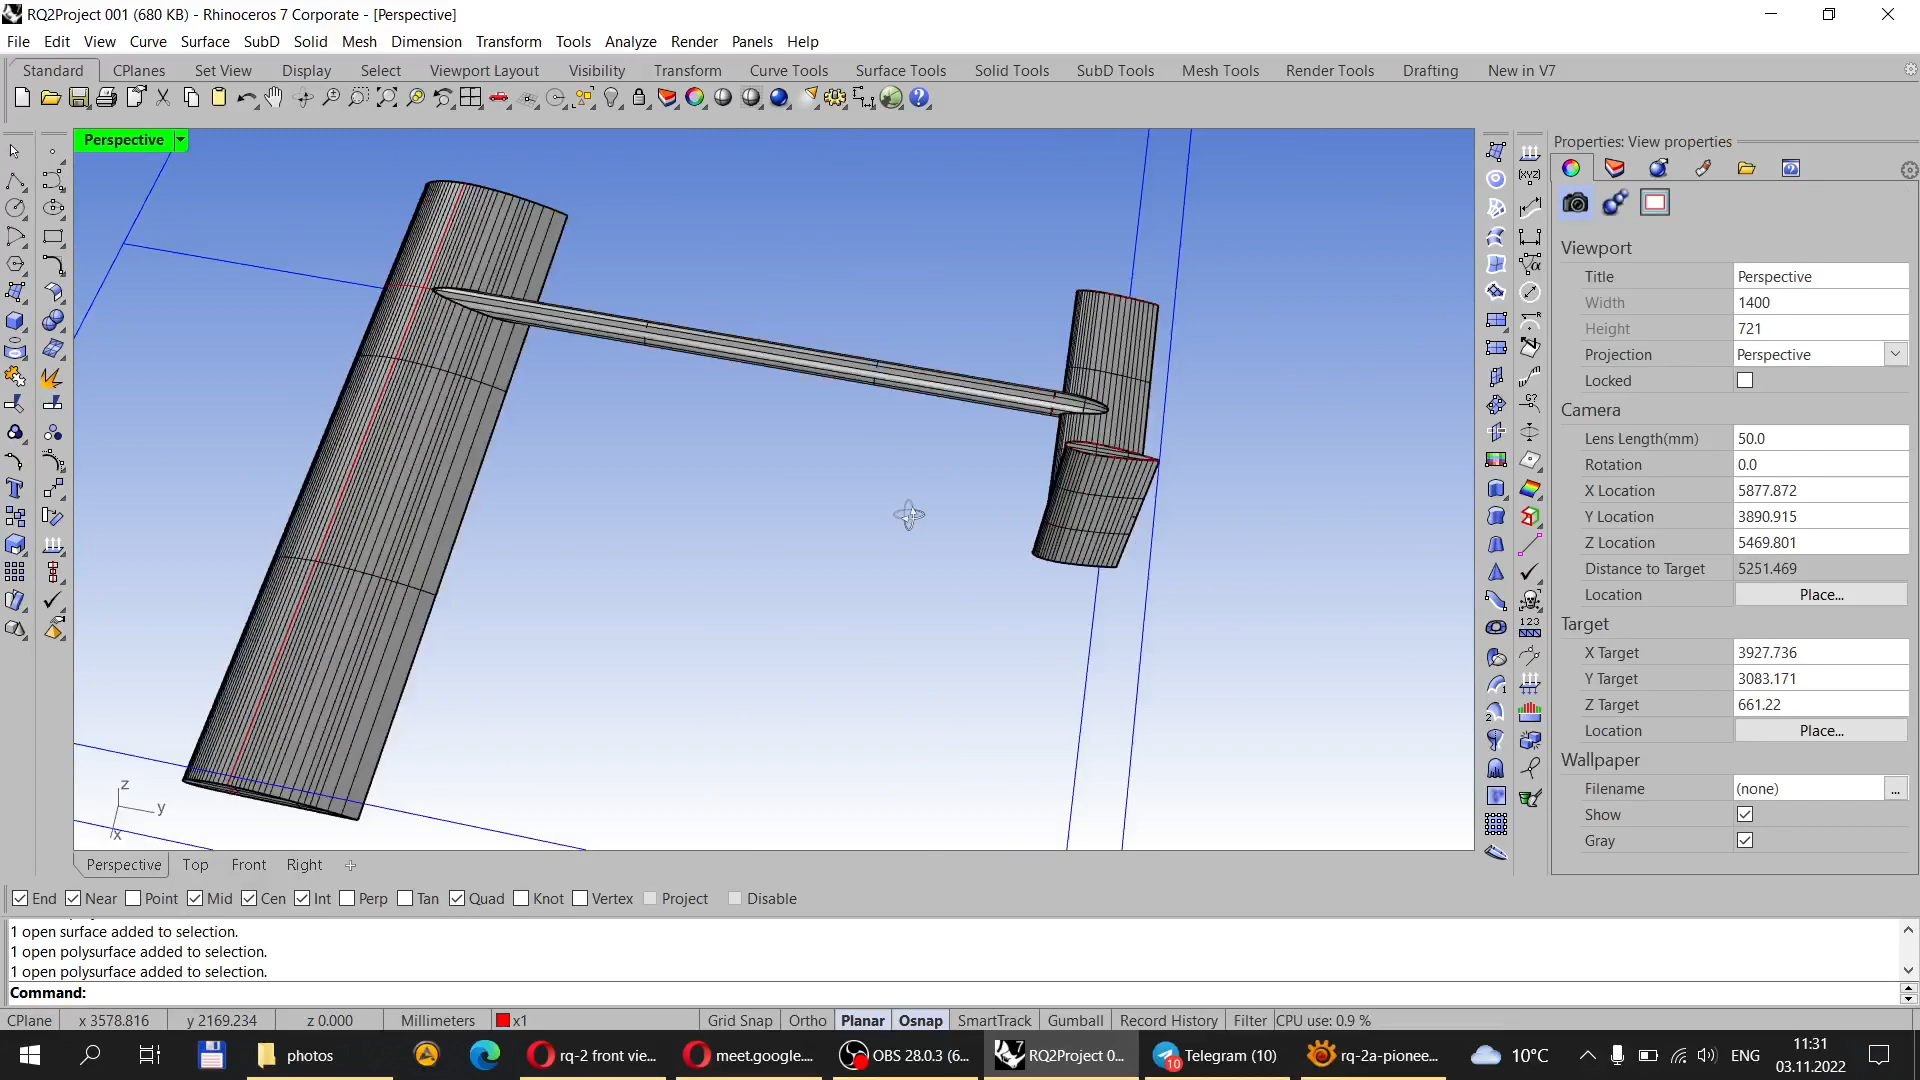 RQ2Project 001 (680 KB) - Rhinoceros 7 Corporate - [Perspective]
File Edit View Curve Surface SubD Solid Mesh Dimension Transform Tools Analyze Render Panels Help
Standard CPlanes Set View Display Select Viewport Layout Visibility Transform Curve Tools Surface Tools Solid Tools SubD Tools Mesh Tools Render Tools Drafting New in V7
Perspective
Properties: View properties
Viewport
Title Perspective
Width 1400
Height 721
Projection Perspective
Locked
Camera
Lens Length(mm) 50.0
Rotation 0.0
X Location 5877.872
Y Location 3890.915
Z Location 5469.801
Distance to Target 5251.469
Location Place...
Target
X Target 3927.736
Y Target 3083.171
Z Target 661.22
Location Place...
Wallpaper
Filename (none) ...
Show
Gray
z
y
x
Perspective Top Front Right
End Near Point Mid Cen Int Perp Tan Quad Knot Vertex Project Disable
1 open surface added to selection.
1 open polysurface added to selection.
1 open polysurface added to selection.
Command:
CPlane x 3578.816 y 2169.234 z 0.000 Millimeters x1 Grid Snap Ortho Planar Osnap SmartTrack Gumball Record History Filter CPU use: 0.9 %
photos rq-2 front vie... meet.google.... OBS 28.0.3 (6... RQ2Project 0... Telegram (10) rq-2a-pionee... 10°C ENG 11:31
03.11.2022